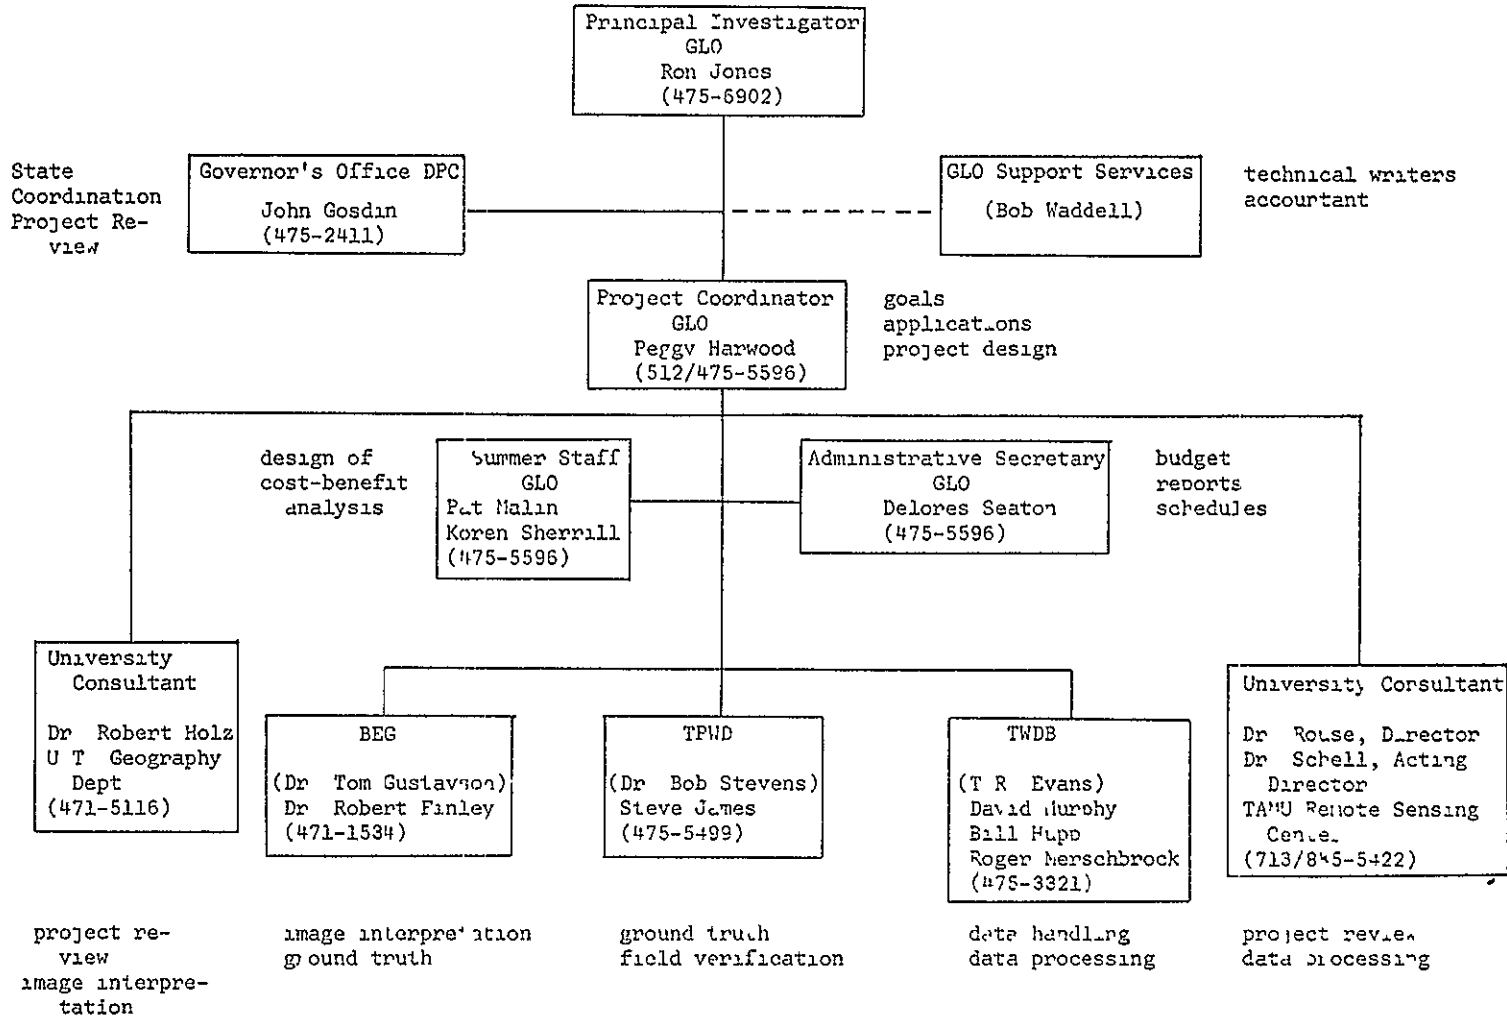 Principal Investigator
GLO
Ron Jones
(475-6902)
State
Coordination
Project Re-
view
Governor's Office DPC
John Gosdin
(475-2411)
GLO Support Services
(Bob Waddell)
technical writers
accountant
Project Coordinator
GLO
Peggy Harwood
(512/475-5596)
goals
applications
project design
design of
cost-benefit
analysis
Summer Staff
GLO
Pat Malin
Koren Sherrill
(475-5596)
Administrative Secretary
GLO
Delores Seaton
(475-5596)
budget
reports
schedules
University
Consultant
Dr Robert Holz
U T Geography
Dept
(471-5116)
BEG
(Dr Tom Gustavson)
Dr Robert Finley
(471-1534)
TPWD
(Dr Bob Stevens)
Steve James
(475-5499)
TWDB
(T R Evans)
David Murphy
Bill Hupp
Roger Merschbrock
(475-3321)
University Consultant
Dr Rouse, Director
Dr Schell, Acting
Director
TAMU Remote Sensing
Center
project re-
view
image interpre-
tation
image interpretation
ground truth
ground truth
field verification
data handling
data processing
project review
data processing